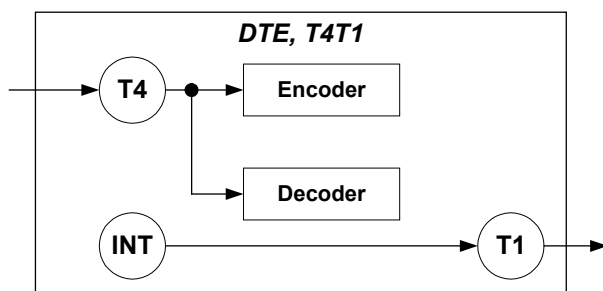 DTE, T4T1
T4
Encoder
Decoder
INT
T1